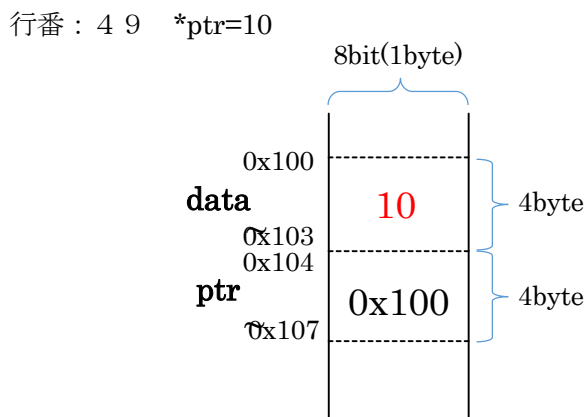 行番：４９　*ptr=10
8bit(1byte)
0x100
data
10
4byte
～
0x103
0x104
ptr
0x100
4byte
～
0x107